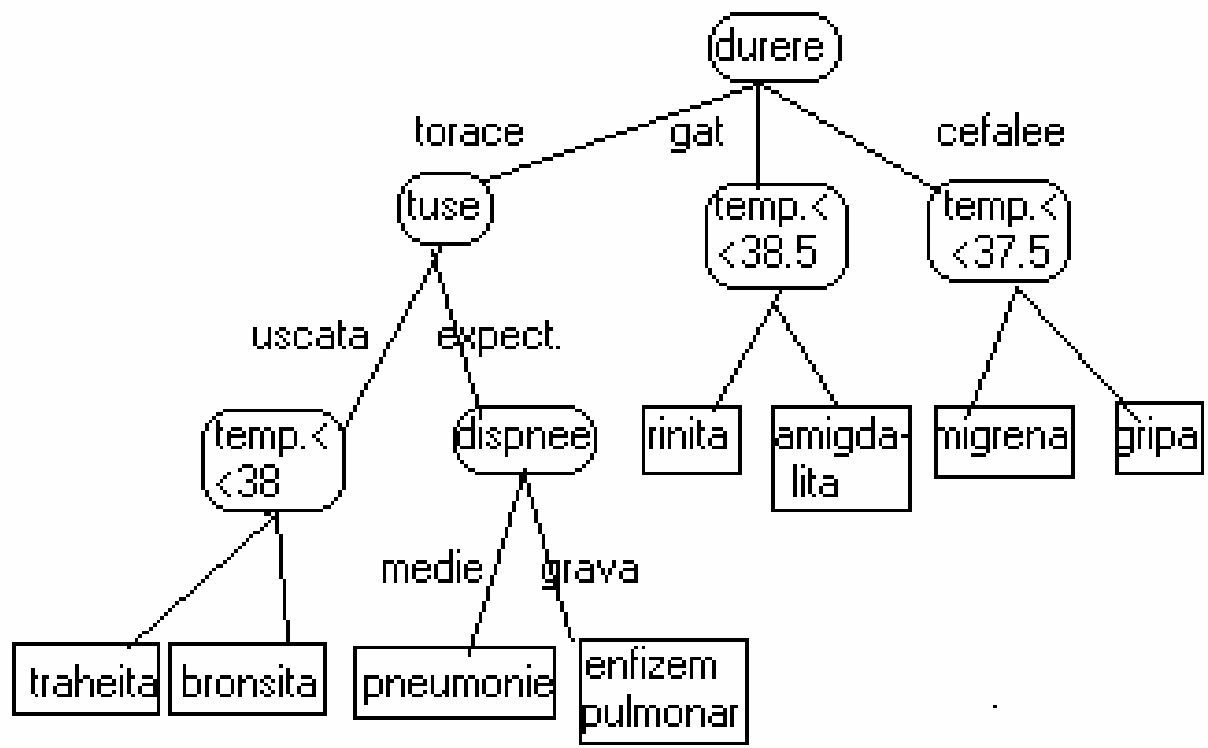 durere
torace
gat
cefalee
tuse
temp.<
<38.5
temp.<
<37.5
uscata
expect.
temp.<
<38
dispnee
rinita
amigda-
lita
migrena
gripa
medie
grava
traheita
bronsita
pneumonie
enfizem
pulmonar